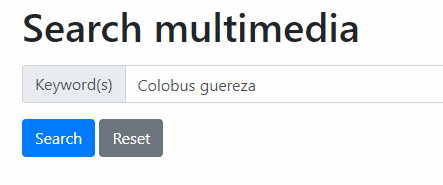 Search multimedia
Keyword(s) Colobus guereza
Search Reset